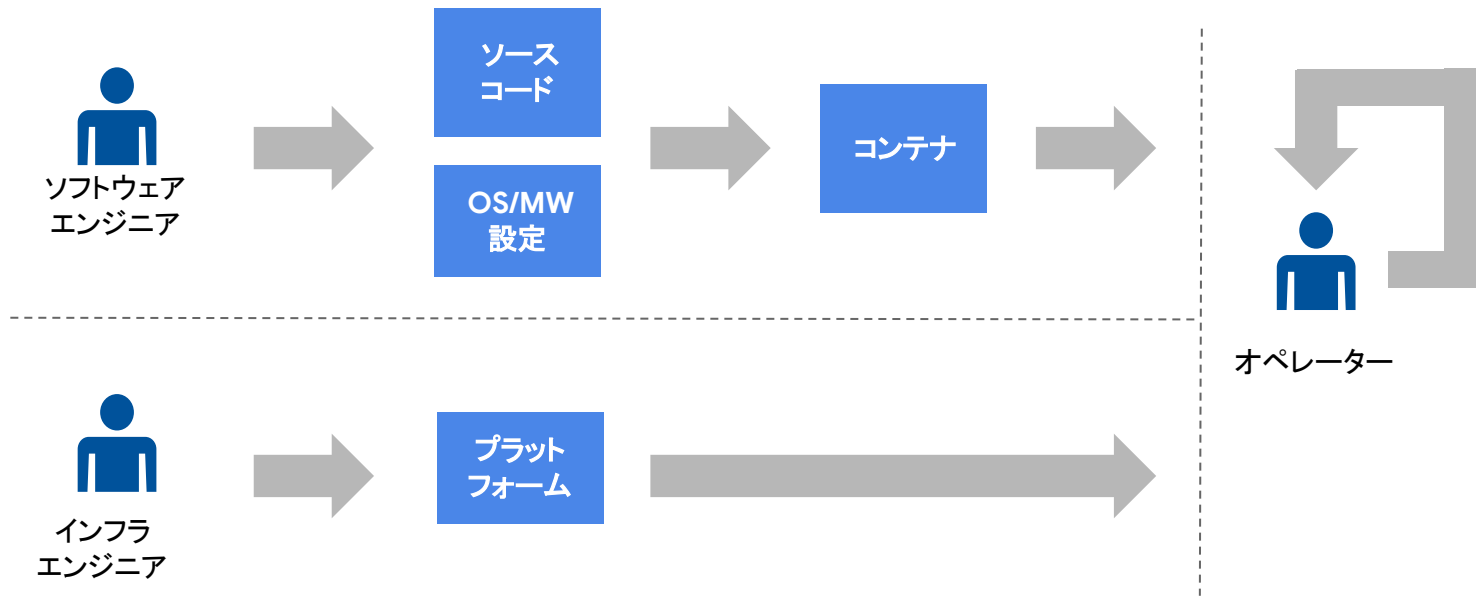 ソース
コード
ソフトウェア
エンジニア
OS/MW
設定
コンテナ
オペレーター
プラット
フォーム
インフラ
エンジニア